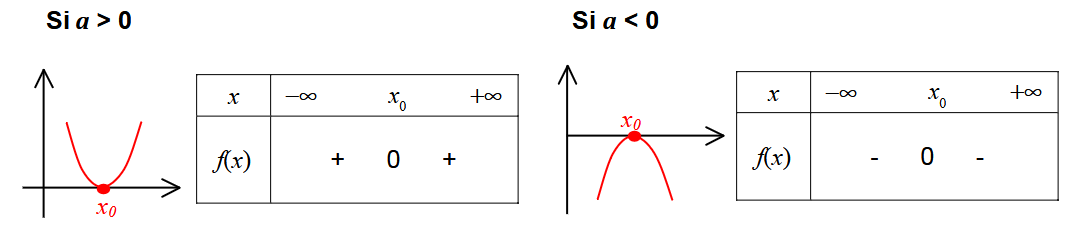 Si a > 0
x −∞ x₀ +∞
f(x) + 0 +
x₀
Si a < 0
x₀
x −∞ x₀ +∞
f(x) - 0 -